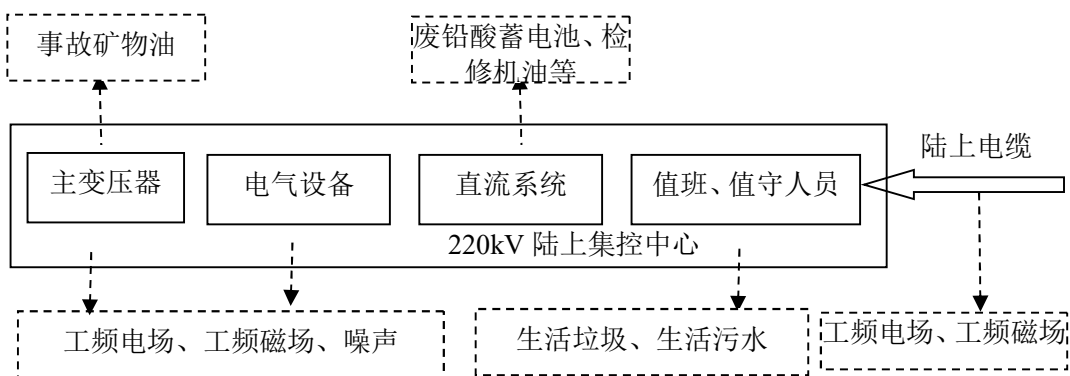 事故矿物油
废铅酸蓄电池、检
修机油等
陆上电缆
主变压器
电气设备
直流系统
值班、值守人员
220kV 陆上集控中心
工频电场、工频磁场、噪声
生活垃圾、生活污水
工频电场、工频磁场